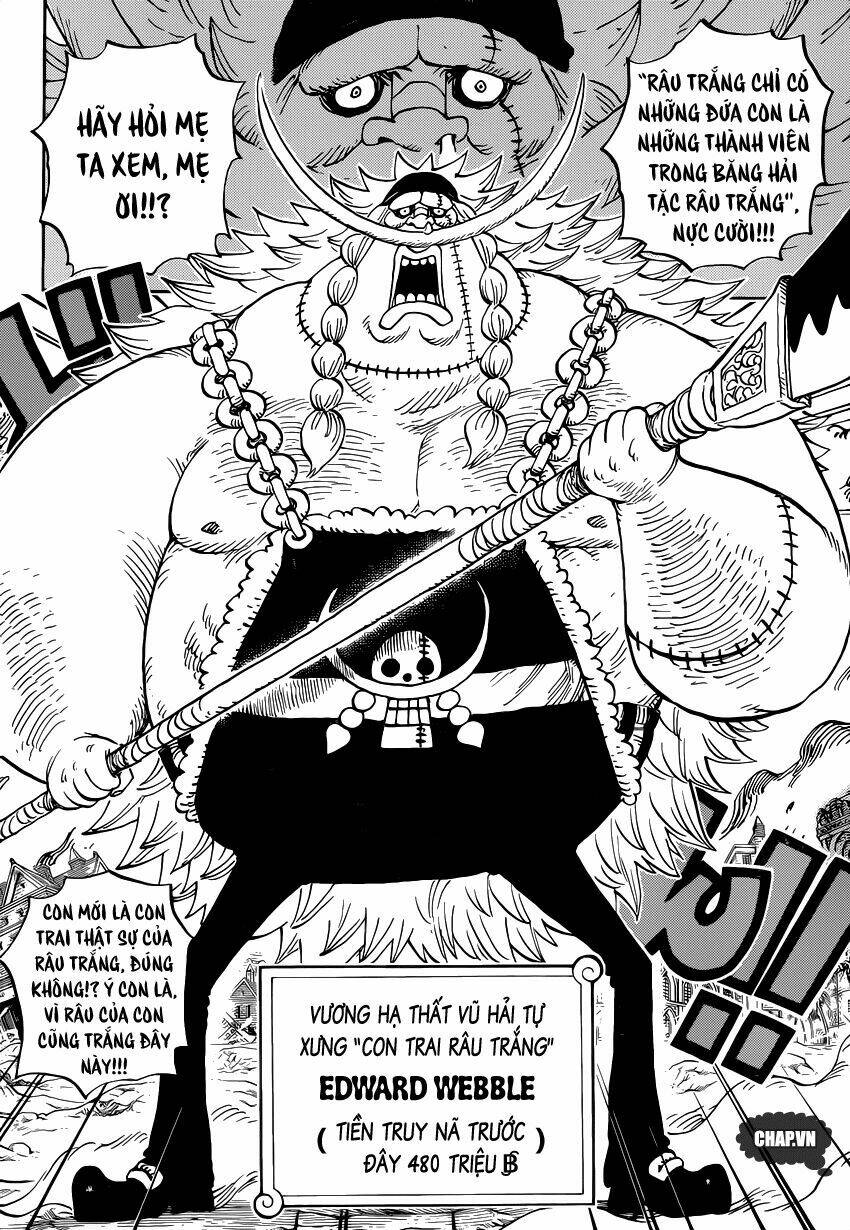 "RÂU TRẮNG CHỈ CÓ
NHỮNG ĐỨA CON LÀ
NHỮNG THÀNH VIÊN
TRONG BĂNG HẢI
TẶC RÂU TRẮNG",
NỰC CƯỜI!!!
HÃY HỎI MẸ
TA XEM, MẸ
ƠI!!!?
CON MỚI LÀ CON
TRAI THẬT SỰ CỦA
RÂU TRẮNG, ĐÚNG
KHÔNG!? Ý CON LÀ,
VÌ RÂU CỦA CON
CŨNG TRẮNG ĐÂY
NÀY!!!
VƯƠNG HẠ THẤT VŨ HẢI TỰ
XƯNG "CON TRAI RÂU TRẮNG"
EDWARD WEBBLE
( TIỀN TRUY NÃ TRƯỚC )
ĐÂY 480 TRIỆU ฿
CHAP.VN